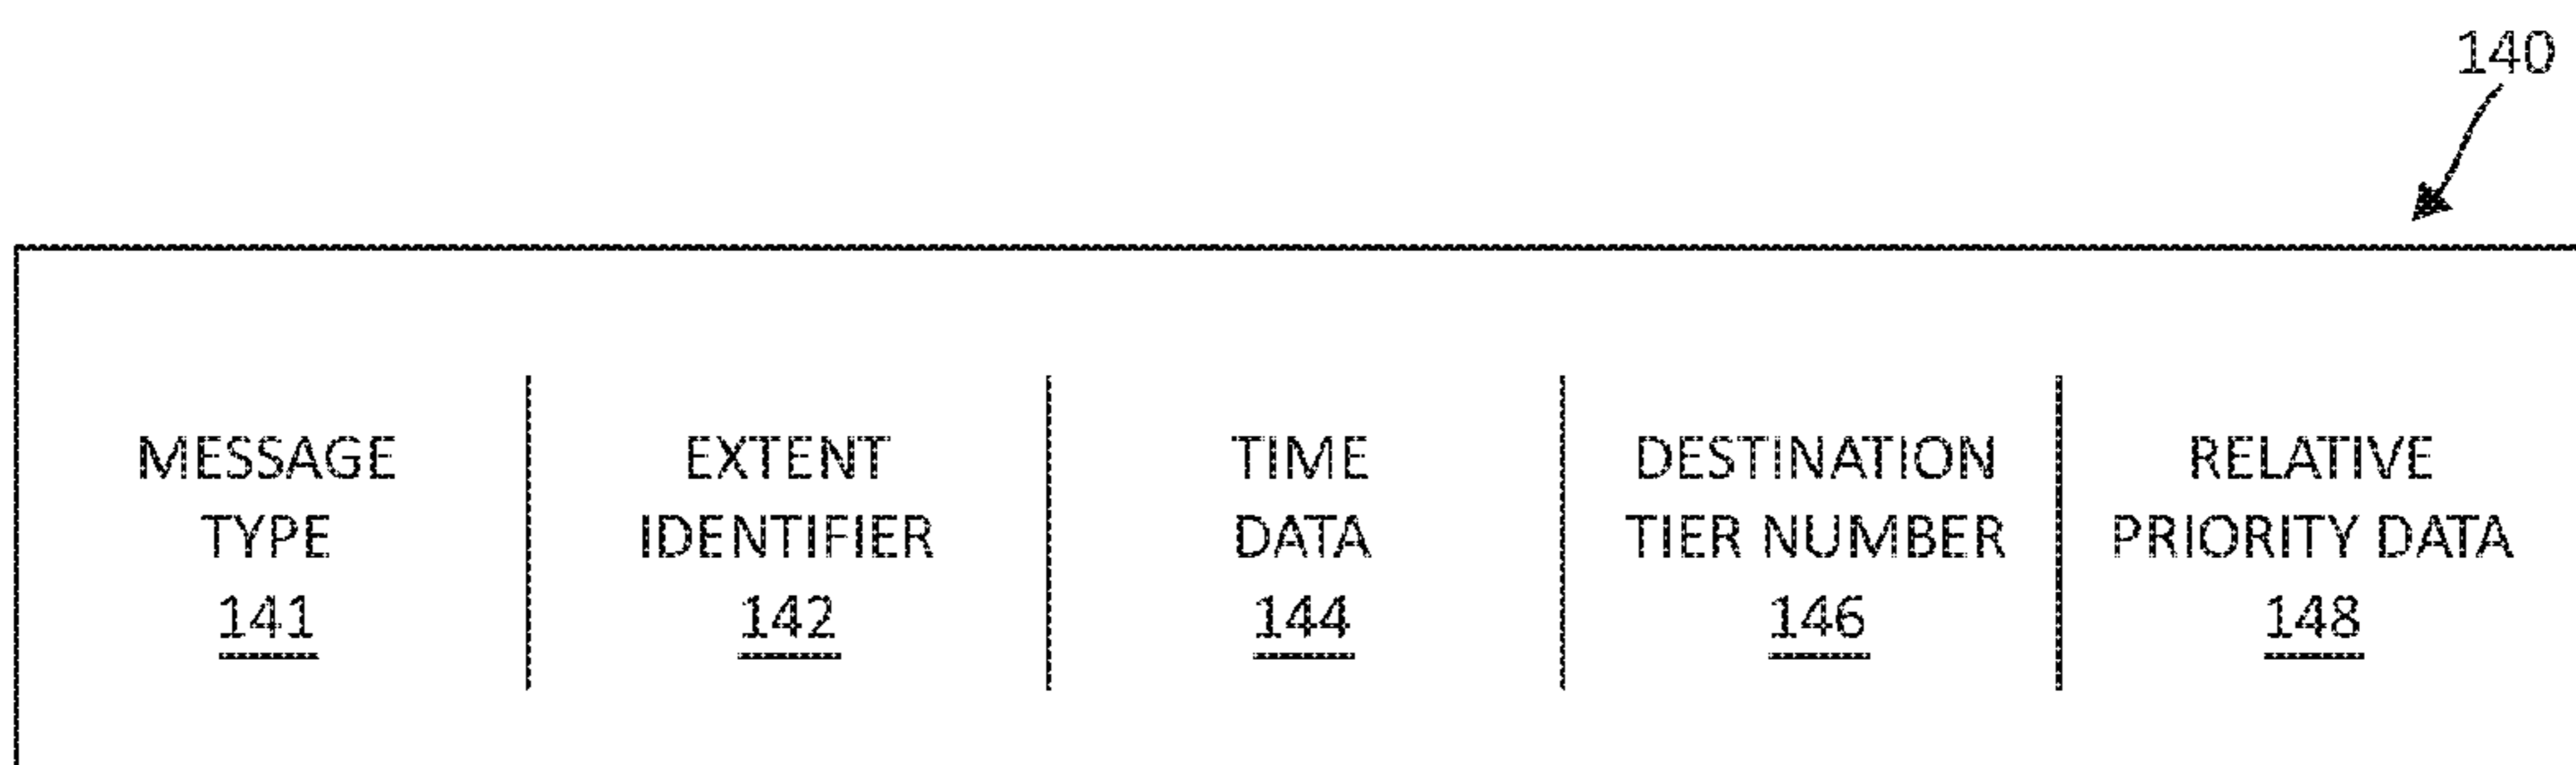 140
MESSAGE TYPE 141
EXTENT IDENTIFIER 142
TIME DATA 144
DESTINATION TIER NUMBER 146
RELATIVE PRIORITY DATA 148